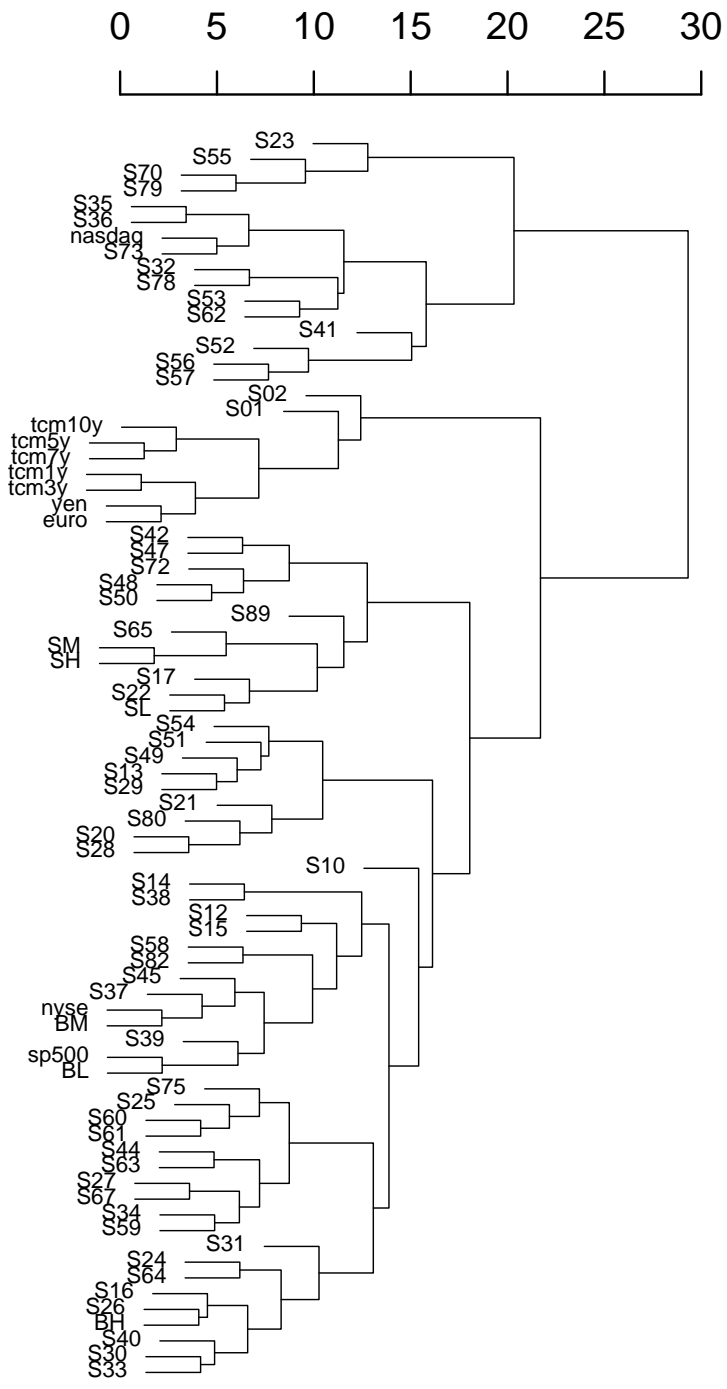 0 5 10 15 20 25 30
S23
S55
S70
S79
S35
S36
nasdaq
S73
S32
S78
S53
S62
S41
S52
S56
S57
S02
S01
tcm10y
tcm5y
tcm7y
tcm1y
tcm3y
yen
euro
S42
S47
S72
S48
S50
S89
S65
SM
SH
S17
S22
SL
S54
S51
S49
S13
S29
S21
S80
S20
S28
S10
S14
S38
S12
S15
S58
S82
S45
S37
nyse
BM
S39
sp500
BL
S75
S25
S60
S61
S44
S63
S27
S67
S34
S59
S31
S24
S64
S16
S26
BH
S40
S30
S33